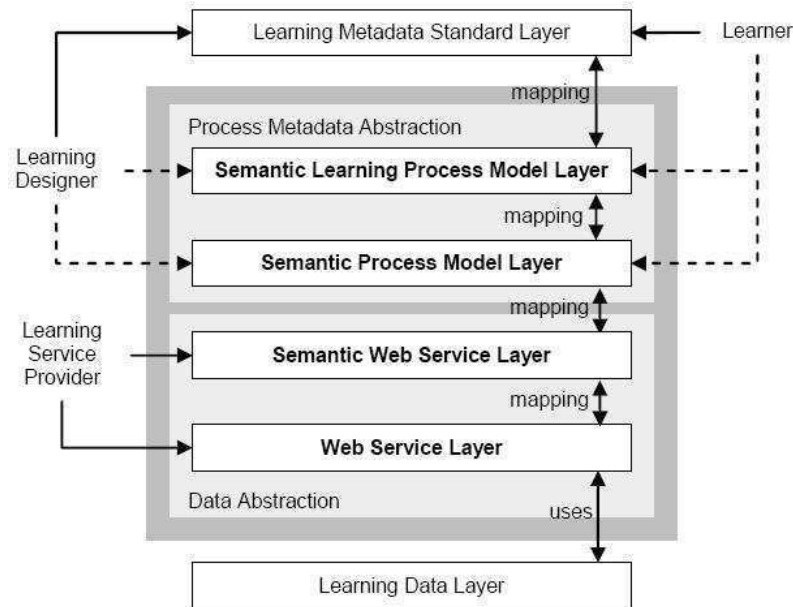 Learning Metadata Standard Layer
Learner
mapping
Process Metadata Abstraction
Learning
Designer
Semantic Learning Process Model Layer
mapping
Semantic Process Model Layer
mapping
Learning
Service
Provider
Semantic Web Service Layer
mapping
Web Service Layer
Data Abstraction
uses
Learning Data Layer